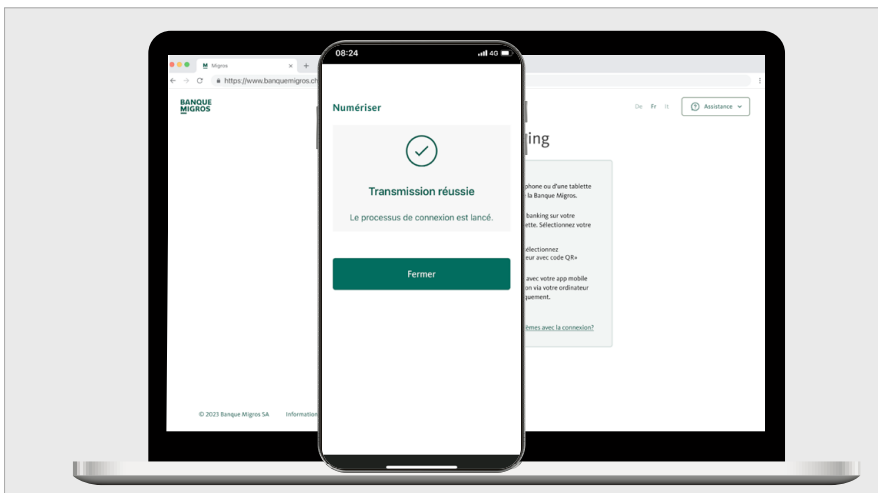 Migros
https://www.banquemigros.ch
BANQUE
MIGROS
De Fr It
Assistance
ing
phone ou d'une tablette
la Banque Migros.
banking sur votre
ette. Sélectionnez votre
électionnez
eur avec code QR»
avec votre app mobile
on via votre ordinateur
quement.
èmes avec la connexion?
© 2023 Banque Migros SA Information
08:24
4G
Numériser
Transmission réussie
Le processus de connexion est lancé.
Fermer